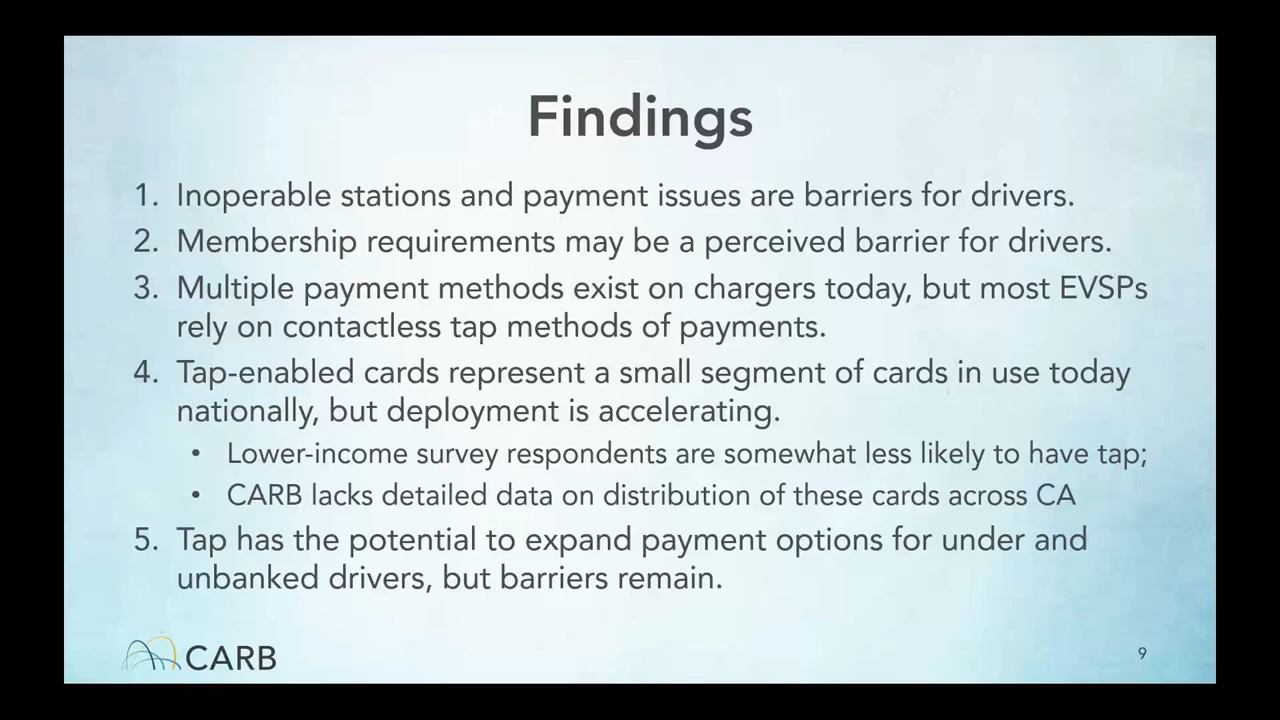 Findings
1. Inoperable stations and payment issues are barriers for drivers.
2. Membership requirements may be a perceived barrier for drivers.
3. Multiple payment methods exist on chargers today, but most EVSPs
rely on contactless tap methods of payments.
4. Tap-enabled cards represent a small segment of cards in use today
nationally, but deployment is accelerating.
• Lower-income survey respondents are somewhat less likely to have tap;
• CARB lacks detailed data on distribution of these cards across CA
5. Tap has the potential to expand payment options for under and
unbanked drivers, but barriers remain.
CARB
9